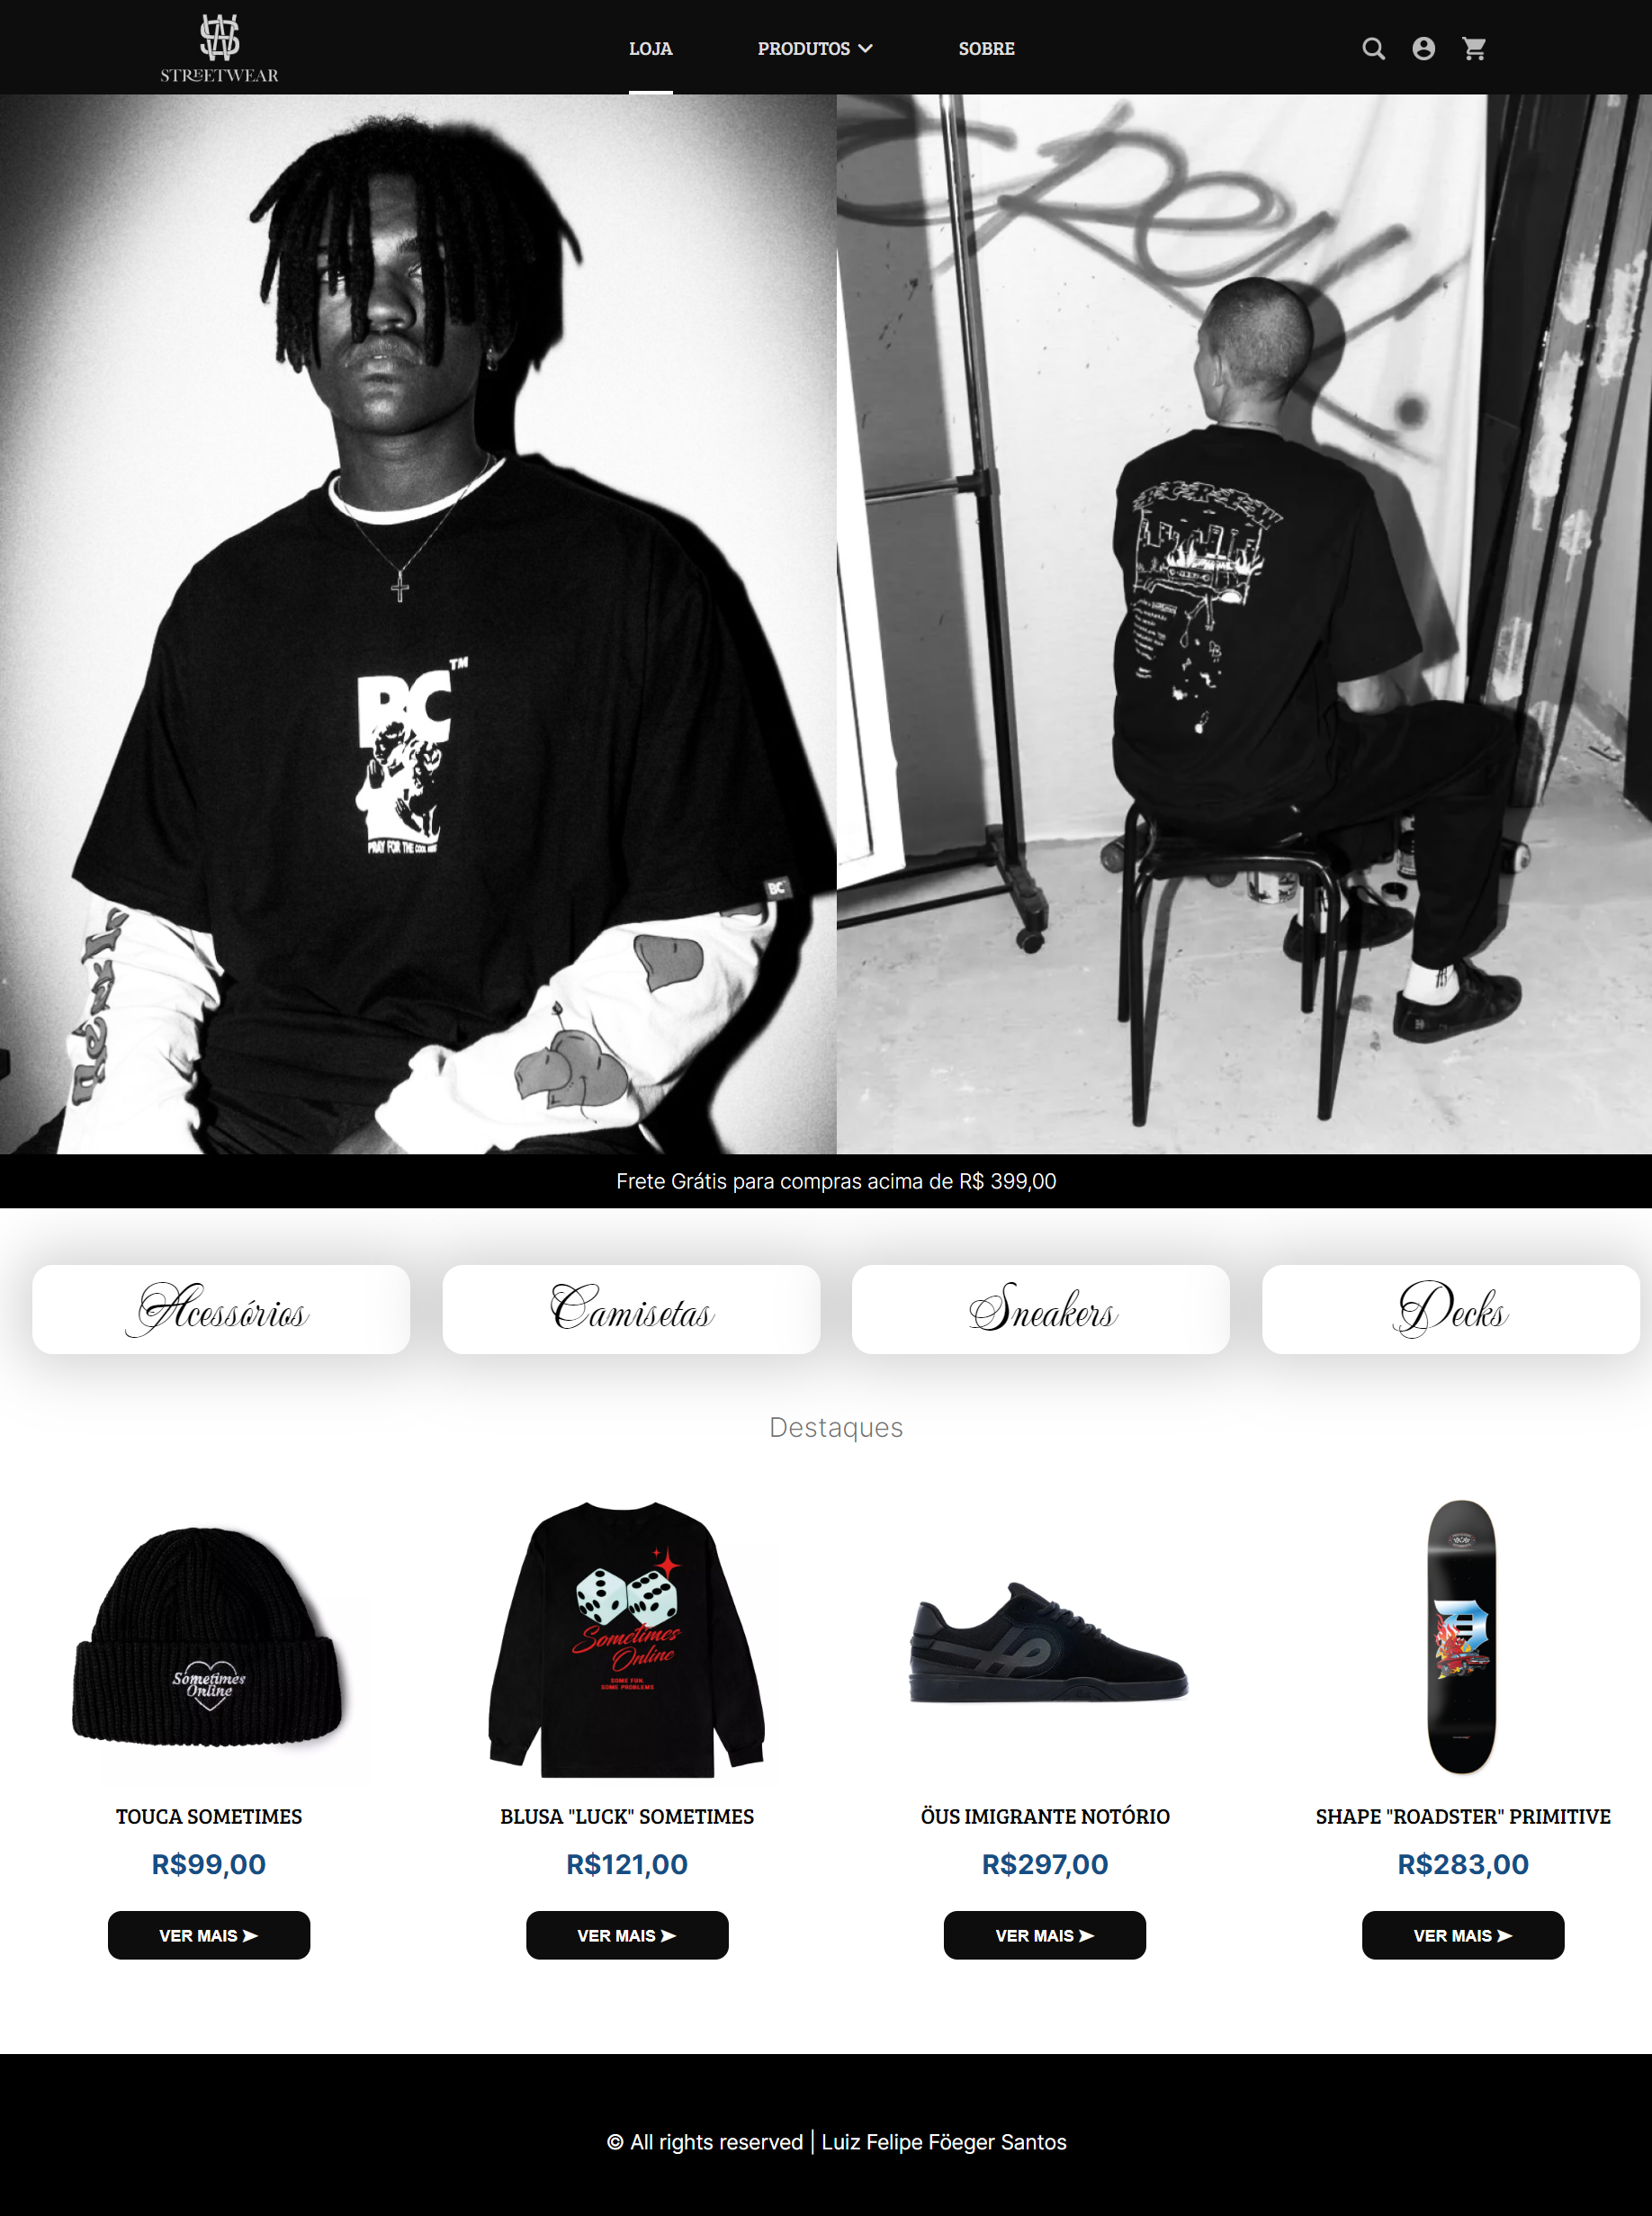 SW
STREETWEAR
LOJA
PRODUTOS
SOBRE
BC™
PRAY FOR THE COOL
BC
Frete Grátis para compras acima de R$ 399,00
Acessórios
Camisetas
Sneakers
Decks
Destaques
Sometimes
Online
Sometimes
Online
SOME FUN.
SOME PROBLEMS
TOUCA SOMETIMES
BLUSA "LUCK" SOMETIMES
ÖUS IMIGRANTE NOTÓRIO
SHAPE "ROADSTER" PRIMITIVE
R$99,00
R$121,00
R$297,00
R$283,00
VER MAIS ➤
VER MAIS ➤
VER MAIS ➤
VER MAIS ➤
© All rights reserved | Luiz Felipe Föeger Santos